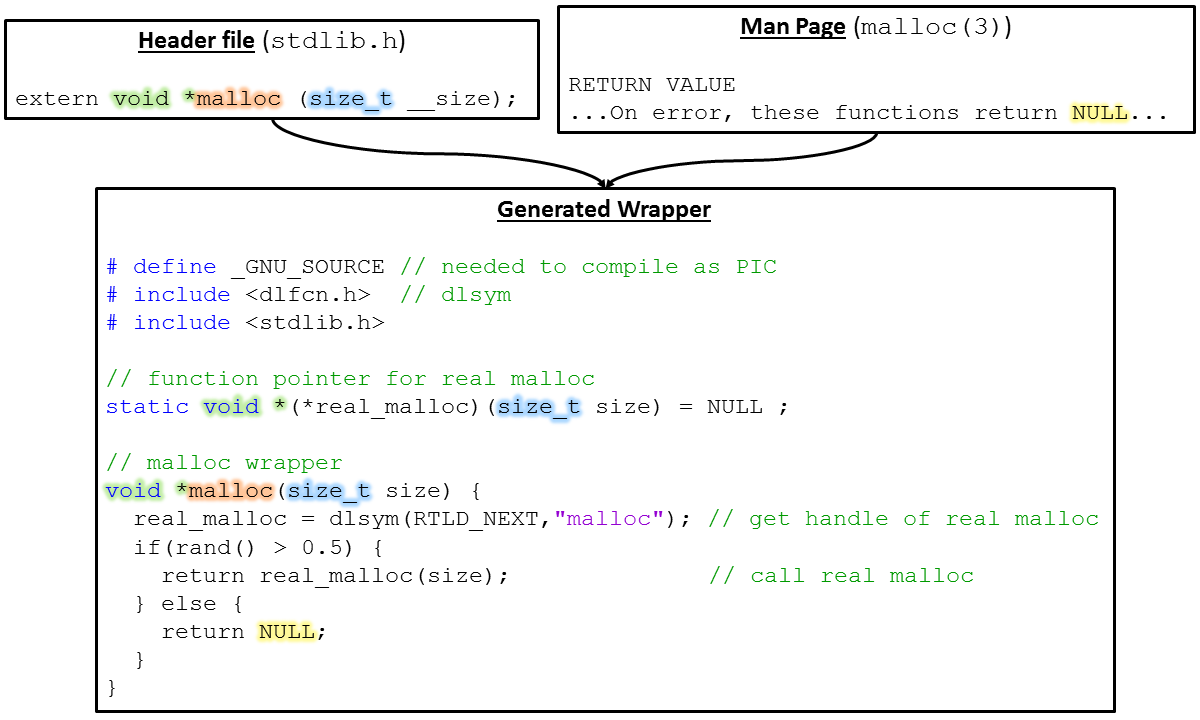 Header file (stdlib.h)
extern void *malloc (size_t __size);
Man Page (malloc(3))
RETURN VALUE
...On error, these functions return NULL...
Generated Wrapper
# define _GNU_SOURCE // needed to compile as PIC
# include <dlfcn.h>  // dlsym
# include <stdlib.h>
// function pointer for real malloc
static void *(*real_malloc)(size_t size) = NULL ;
// malloc wrapper
void *malloc(size_t size) {
  real_malloc = dlsym(RTLD_NEXT,"malloc"); // get handle of real malloc
  if(rand() > 0.5) {
    return real_malloc(size);              // call real malloc
  } else {
    return NULL;
  }
}